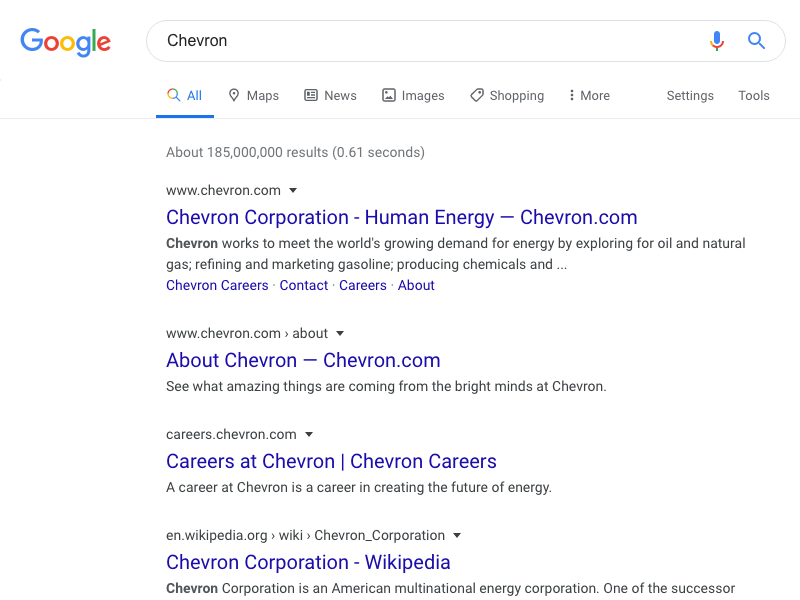 Google
Chevron
All Maps News Images Shopping More Settings Tools
About 185,000,000 results (0.61 seconds)
www.chevron.com
Chevron Corporation - Human Energy — Chevron.com
Chevron works to meet the world's growing demand for energy by exploring for oil and natural
gas; refining and marketing gasoline; producing chemicals and ...
Chevron Careers · Contact · Careers · About
www.chevron.com › about
About Chevron — Chevron.com
See what amazing things are coming from the bright minds at Chevron.
careers.chevron.com
Careers at Chevron | Chevron Careers
A career at Chevron is a career in creating the future of energy.
en.wikipedia.org › wiki › Chevron_Corporation
Chevron Corporation - Wikipedia
Chevron Corporation is an American multinational energy corporation. One of the successor